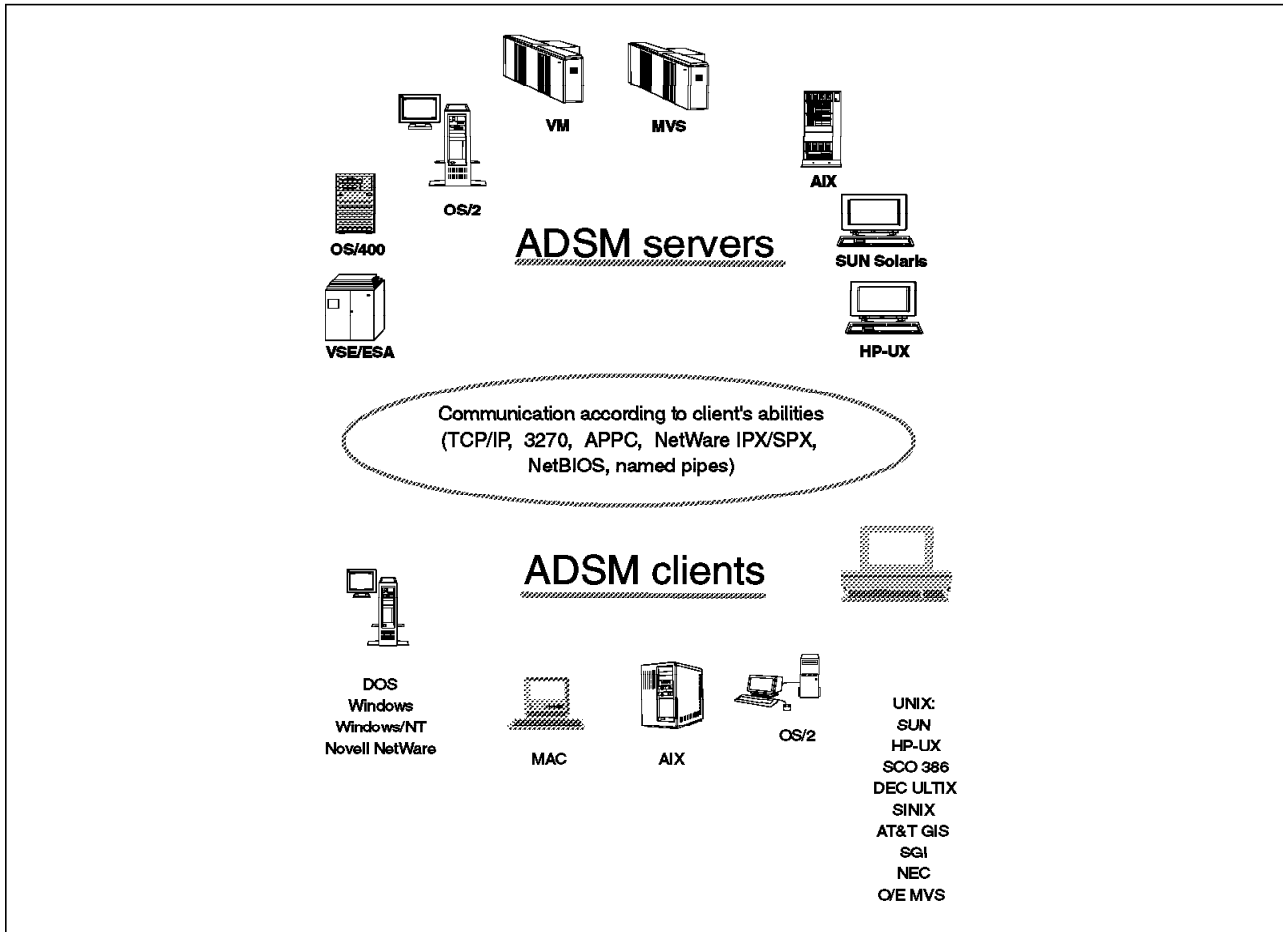 VM
MVS
AIX
OS/2
OS/400
ADSM servers
SUN Solaris
VSE/ESA
HP-UX
Communication according to client's abilities
(TCP/IP, 3270, APPC, NetWare IPX/SPX,
NetBIOS, named pipes)
ADSM clients
DOS
Windows
Windows/NT
Novell NetWare
MAC
AIX
OS/2
UNIX:
SUN
HP-UX
SCO 386
DEC ULTIX
SINIX
AT&T GIS
SGI
NEC
O/E MVS